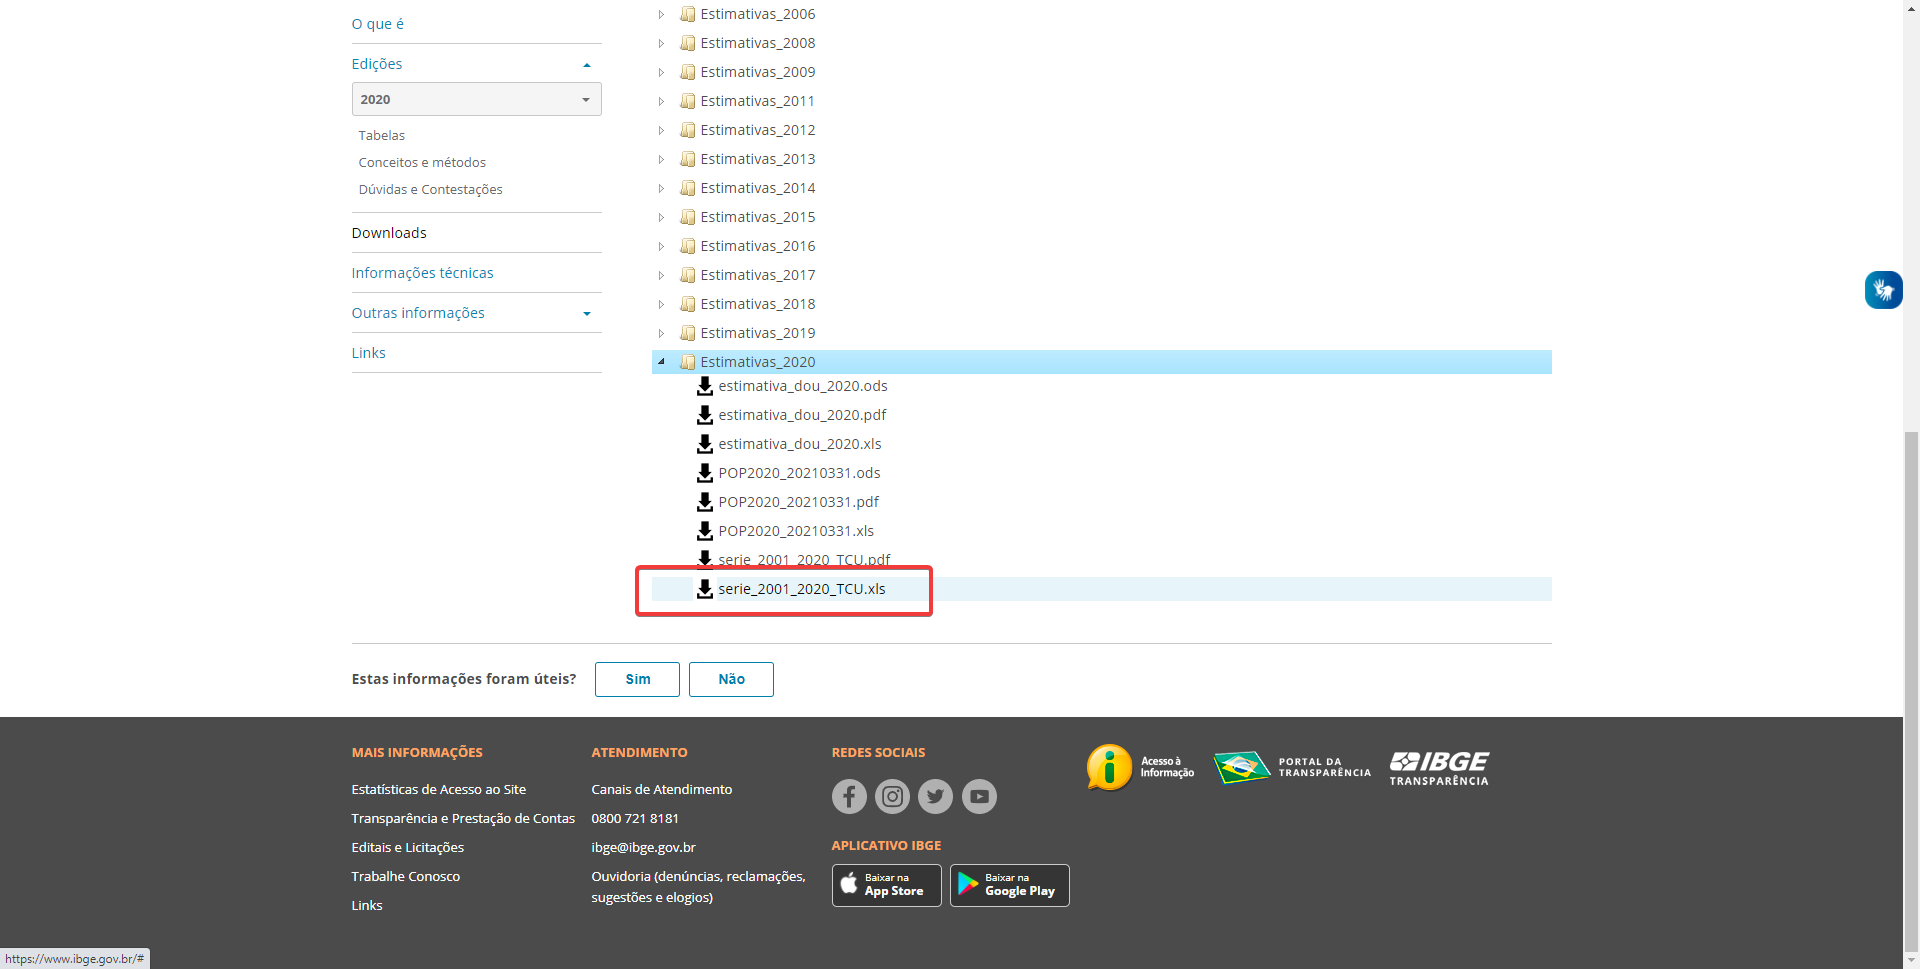 O que é
Edições
2020
Tabelas
Conceitos e métodos
Dúvidas e Contestações
Downloads
Informações técnicas
Outras informações
Links
Estimativas_2006
Estimativas_2008
Estimativas_2009
Estimativas_2011
Estimativas_2012
Estimativas_2013
Estimativas_2014
Estimativas_2015
Estimativas_2016
Estimativas_2017
Estimativas_2018
Estimativas_2019
Estimativas_2020
estimativa_dou_2020.ods
estimativa_dou_2020.pdf
estimativa_dou_2020.xls
POP2020_20210331.ods
POP2020_20210331.pdf
POP2020_20210331.xls
serie_2001_2020_TCU.pdf
serie_2001_2020_TCU.xls
Estas informações foram úteis? Sim Não
MAIS INFORMAÇÕES
Estatísticas de Acesso ao Site
Transparência e Prestação de Contas
Editais e Licitações
Trabalhe Conosco
Links
ATENDIMENTO
Canais de Atendimento
0800 721 8181
ibge@ibge.gov.br
Ouvidoria (denúncias, reclamações,
sugestões e elogios)
REDES SOCIAIS
APLICATIVO IBGE
Baixar na
App Store
Baixar na
Google Play
Acesso à
Informação
PORTAL DA
TRANSPARÊNCIA
IBGE
TRANSPARÊNCIA
https://www.ibge.gov.br/#